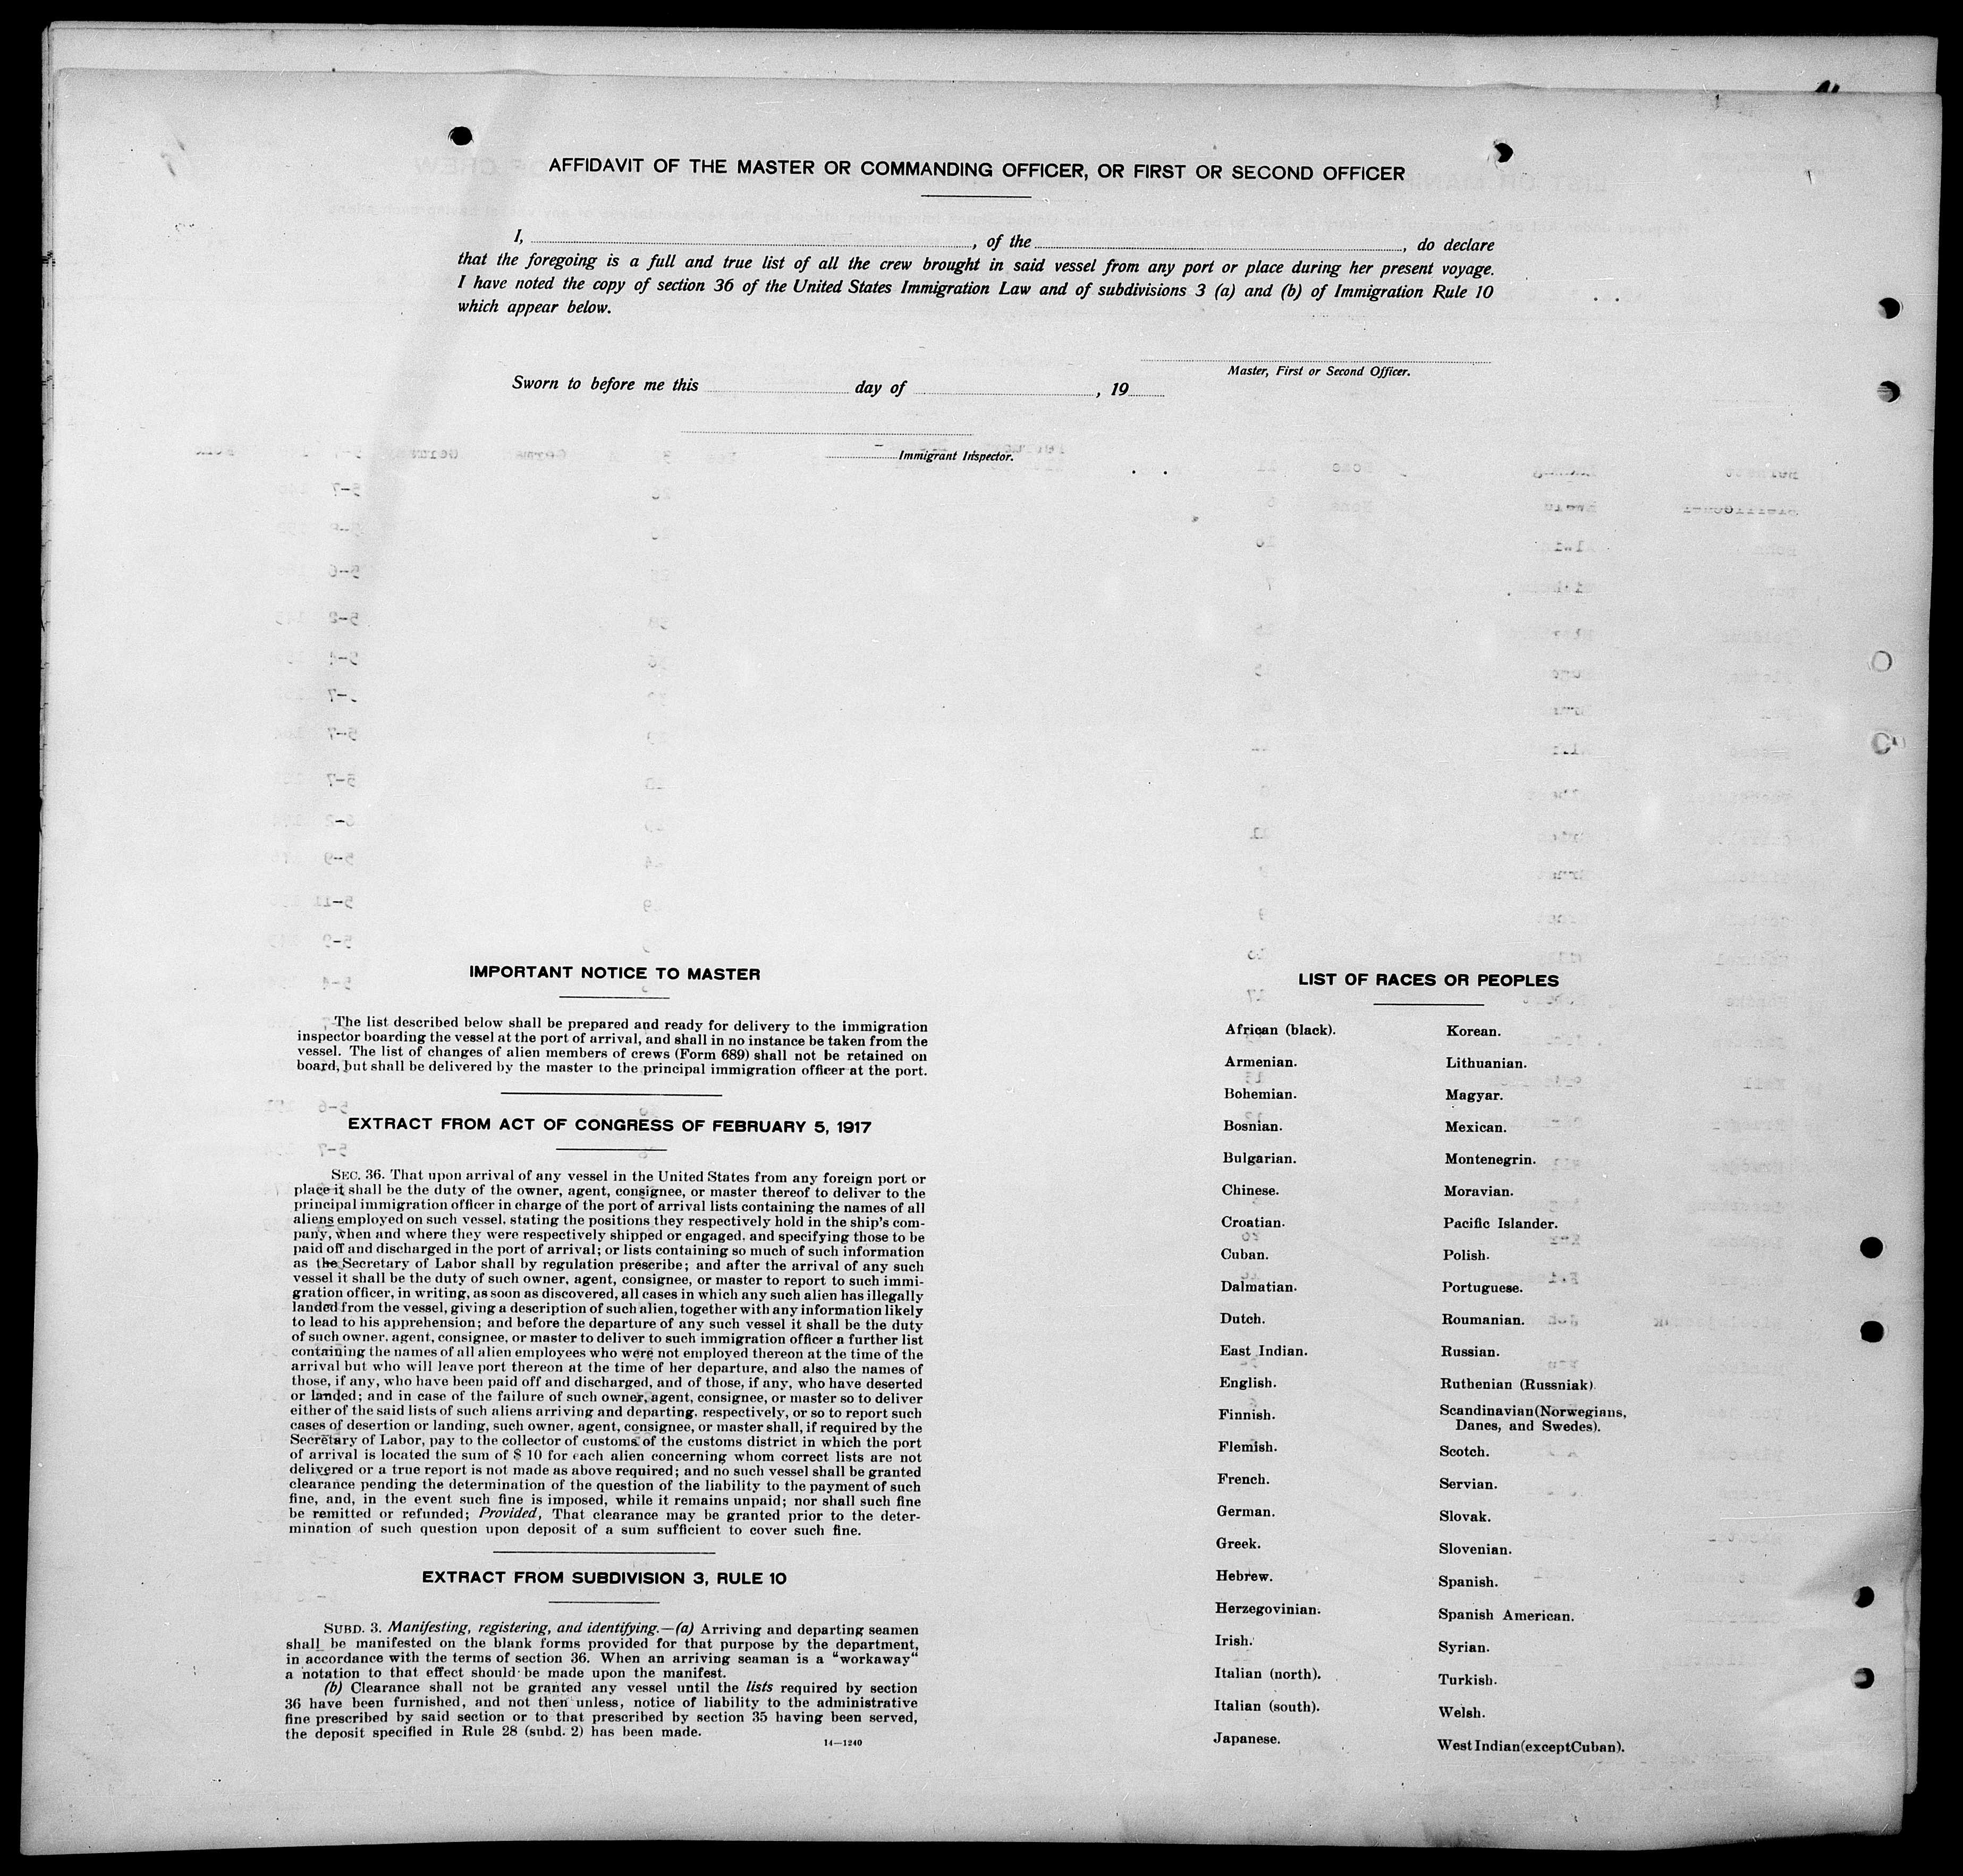 AFFIDAVIT OF THE MASTER OR COMMANDING OFFICER, OR FIRST OR SECOND OFFICER
I, , of the , do declare
that the foregoing is a full and true list of all the crew brought in said vessel from any port or place during her present voyage.
I have noted the copy of section 36 of the United States Immigration Law and of subdivisions 3 (a) and (b) of Immigration Rule 10
which appear below.
Master, First or Second Officer.
Sworn to before me this day of , 19
Immigrant Inspector.
IMPORTANT NOTICE TO MASTER
The list described below shall be prepared and ready for delivery to the immigration
inspector boarding the vessel at the port of arrival, and shall in no instance be taken from the
vessel. The list of changes of alien members of crews (Form 689) shall not be retained on
board, but shall be delivered by the master to the principal immigration officer at the port.
EXTRACT FROM ACT OF CONGRESS OF FEBRUARY 5, 1917
SEC. 36. That upon arrival of any vessel in the United States from any foreign port or
place it shall be the duty of the owner, agent, consignee, or master thereof to deliver to the
principal immigration officer in charge of the port of arrival lists containing the names of all
aliens employed on such vessel, stating the positions they respectively hold in the ship's com-
pany, when and where they were respectively shipped or engaged, and specifying those to be
paid off and discharged in the port of arrival; or lists containing so much of such information
as the Secretary of Labor shall by regulation prescribe; and after the arrival of any such
vessel it shall be the duty of such owner, agent, consignee, or master to report to such immi-
gration officer, in writing, as soon as discovered, all cases in which any such alien has illegally
landed from the vessel, giving a description of such alien, together with any information likely
to lead to his apprehension; and before the departure of any such vessel it shall be the duty
of such owner, agent, consignee, or master to deliver to such immigration officer a further list
containing the names of all alien employees who were not employed thereon at the time of the
arrival but who will leave port thereon at the time of her departure, and also the names of
those, if any, who have been paid off and discharged, and of those, if any, who have deserted
or landed; and in case of the failure of such owner, agent, consignee, or master so to deliver
either of the said lists of such aliens arriving and departing, respectively, or so to report such
cases of desertion or landing, such owner, agent, consignee, or master shall, if required by the
Secretary of Labor, pay to the collector of customs of the customs district in which the port
of arrival is located the sum of $ 10 for each alien concerning whom correct lists are not
delivered or a true report is not made as above required; and no such vessel shall be granted
clearance pending the determination of the question of the liability to the payment of such
fine, and, in the event such fine is imposed, while it remains unpaid; nor shall such fine
be remitted or refunded; Provided, That clearance may be granted prior to the deter-
mination of such question upon deposit of a sum sufficient to cover such fine.
EXTRACT FROM SUBDIVISION 3, RULE 10
SUBD. 3. Manifesting, registering, and identifying.—(a) Arriving and departing seamen
shall be manifested on the blank forms provided for that purpose by the department,
in accordance with the terms of section 36. When an arriving seaman is a "workaway"
a notation to that effect should be made upon the manifest.
(b) Clearance shall not be granted any vessel until the lists required by section
36 have been furnished, and not then unless, notice of liability to the administrative
fine prescribed by said section or to that prescribed by section 35 having been served,
the deposit specified in Rule 28 (subd. 2) has been made.
14—1240
LIST OF RACES OR PEOPLES
African (black).
Armenian.
Bohemian.
Bosnian.
Bulgarian.
Chinese.
Croatian.
Cuban.
Dalmatian.
Dutch.
East Indian.
English.
Finnish.
Flemish.
French.
German.
Greek.
Hebrew.
Herzegovinian.
Irish.
Italian (north).
Italian (south).
Japanese.
Korean.
Lithuanian.
Magyar.
Mexican.
Montenegrin.
Moravian.
Pacific Islander.
Polish.
Portuguese.
Roumanian.
Russian.
Ruthenian (Russniak)
Scandinavian (Norwegians,
Danes, and Swedes).
Scotch.
Servian.
Slovak.
Slovenian.
Spanish.
Spanish American.
Syrian.
Turkish.
Welsh.
West Indian (except Cuban).